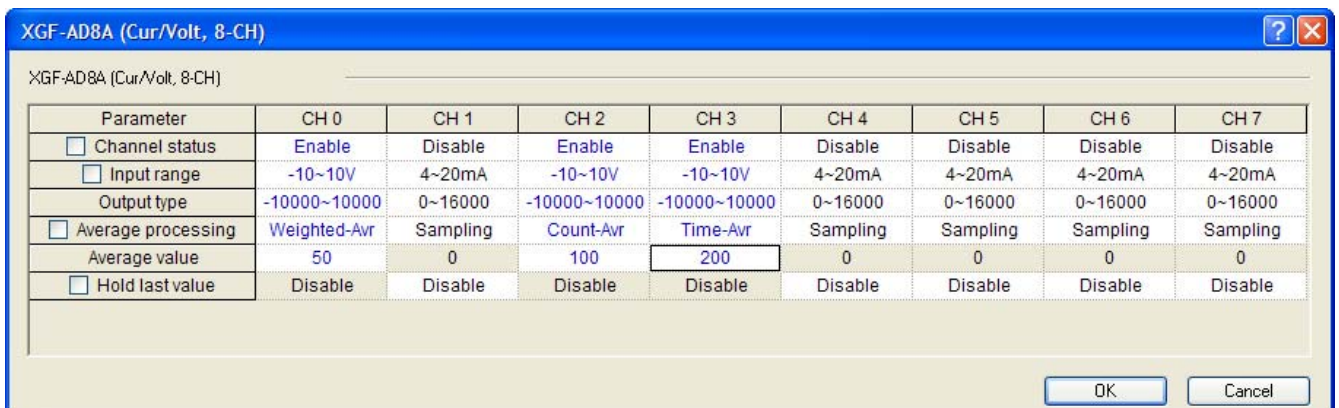 XGF-AD8A (Cur/Volt, 8-CH)
XGF-AD8A (Cur/Volt, 8-CH)
Parameter CH 0 CH 1 CH 2 CH 3 CH 4 CH 5 CH 6 CH 7
Channel status Enable Disable Enable Enable Disable Disable Disable Disable
Input range -10~10V 4~20mA -10~10V -10~10V 4~20mA 4~20mA 4~20mA 4~20mA
Output type -10000~10000 0~16000 -10000~10000 -10000~10000 0~16000 0~16000 0~16000 0~16000
Average processing Weighted-Avr Sampling Count-Avr Time-Avr Sampling Sampling Sampling Sampling
Average value 50 0 100 200 0 0 0 0
Hold last value Disable Disable Disable Disable Disable Disable Disable Disable
OK Cancel